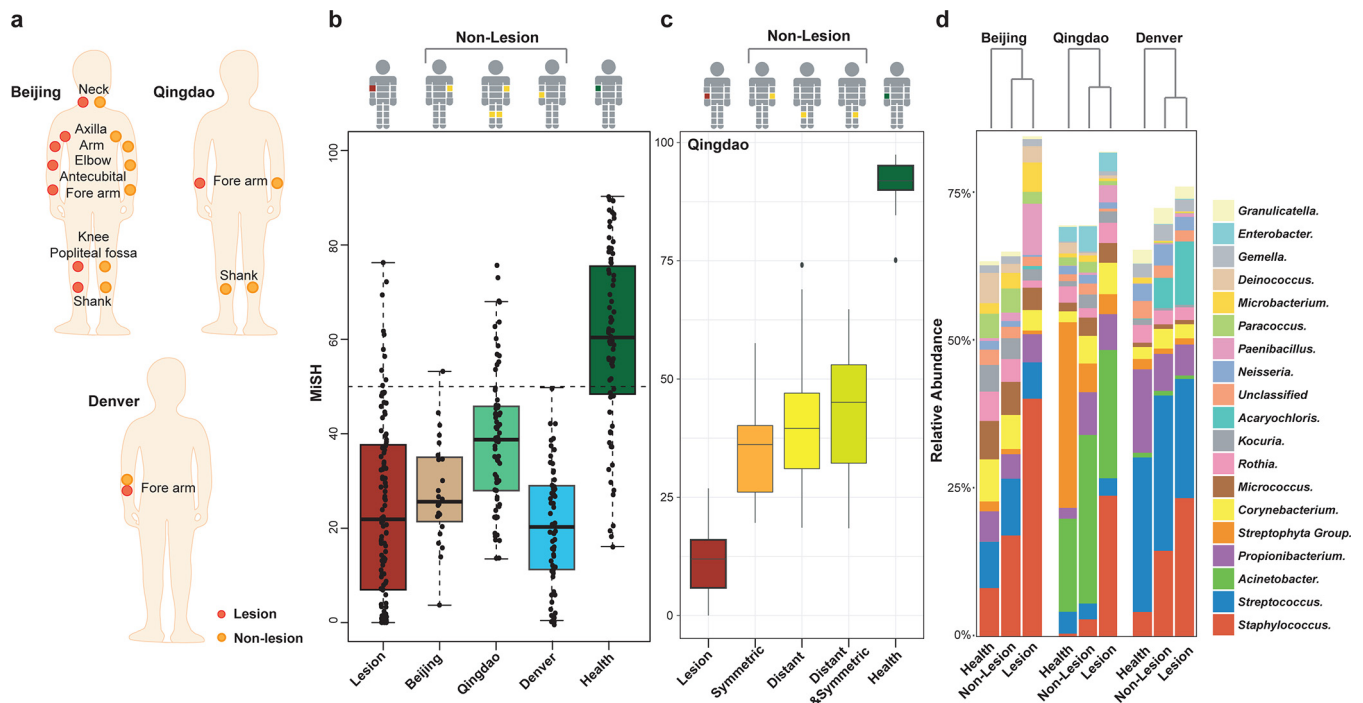 a
Beijing
Neck
Axilla
Arm
Elbow
Antecubital
Fore arm
Knee
Popliteal fossa
Shank
Qingdao
Fore arm
Shank
Denver
Fore arm
Lesion
Non-lesion
b
Non-Lesion
MiSH
100
80
60
40
20
0
Lesion
Beijing
Qingdao
Denver
Health
c
Non-Lesion
Qingdao
100
75
50
25
0
Lesion
Symmetric
Distant
Distant
&Symmetric
Health
d
Beijing
Qingdao
Denver
Relative Abundance
75%
50%
25%
0%
Health
Non-Lesion
Lesion
Health
Non-Lesion
Lesion
Health
Non-Lesion
Lesion
Granulicatella.
Enterobacter.
Gemella.
Deinococcus.
Microbacterium.
Paracoccus.
Paenibacillus.
Neisseria.
Unclassified
Acaryochloris.
Kocuria.
Rothia.
Micrococcus.
Corynebacterium.
Streptophyta Group.
Propionibacterium.
Acinetobacter.
Streptococcus.
Staphylococcus.